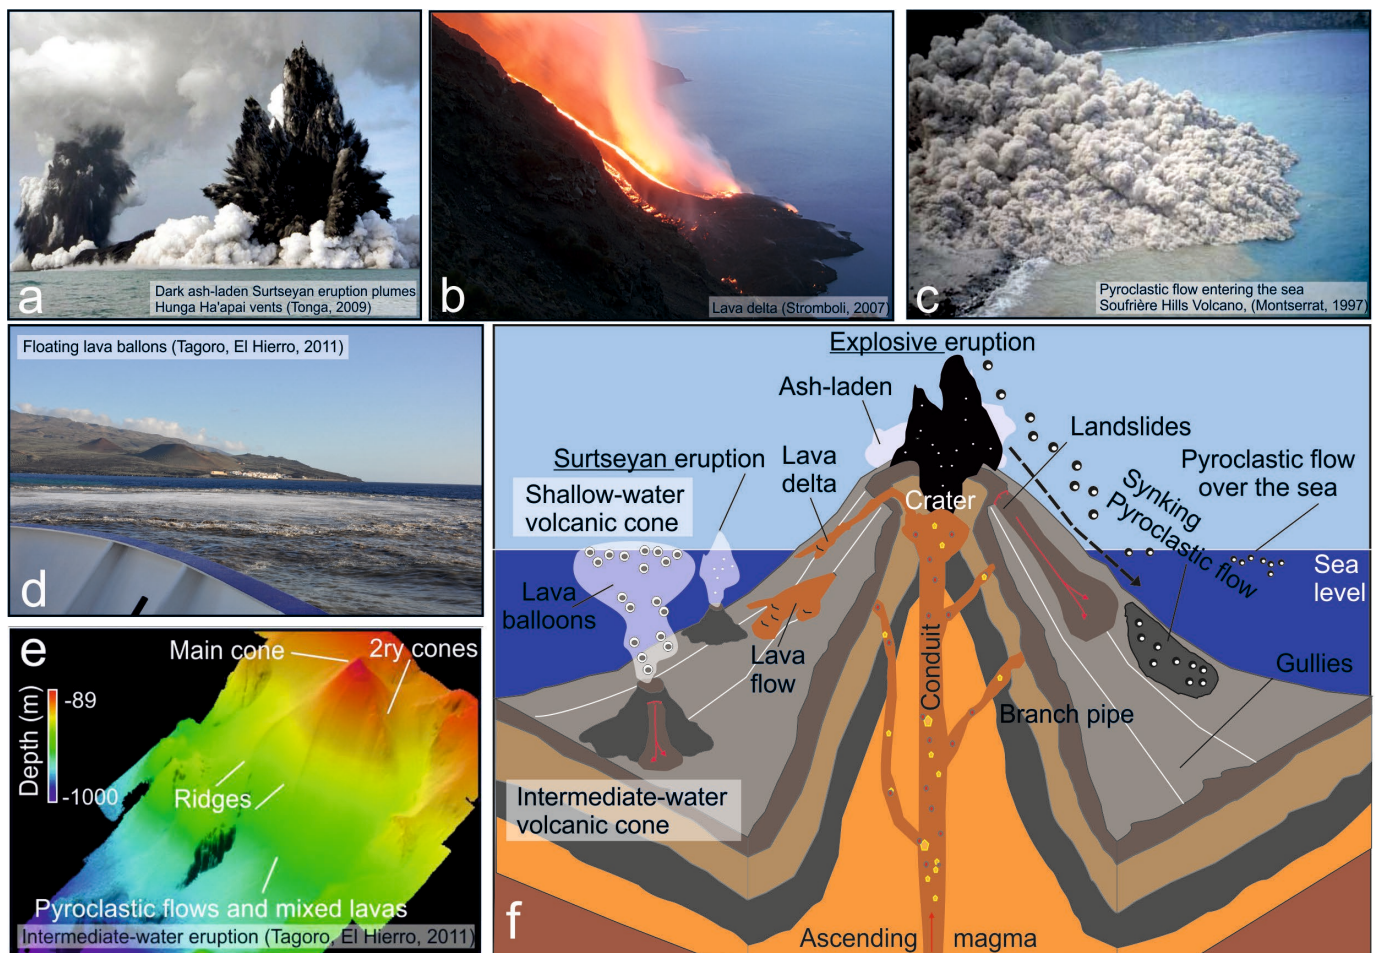 a
Dark ash-laden Surtseyan eruption plumes
Hunga Ha'apai vents (Tonga, 2009)
b
Lava delta (Stromboli, 2007)
c
Pyroclastic flow entering the sea
Soufrière Hills Volcano, (Montserrat, 1997)
Floating lava ballons (Tagoro, El Hierro, 2011)
d
e
Main cone
2ry cones
Depth (m)
-89
-1000
Ridges
Pyroclastic flows and mixed lavas
Intermediate-water eruption (Tagoro, El Hierro, 2011)
Explosive eruption
Ash-laden
Landslides
Surtseyan eruption
Lava
delta
Pyroclastic flow
over the sea
Shallow-water
volcanic cone
Crater
Synking
Pyroclastic flow
Sea
level
Lava
balloons
Lava
flow
Conduit
Gullies
Branch pipe
Intermediate-water
volcanic cone
f
Ascending magma